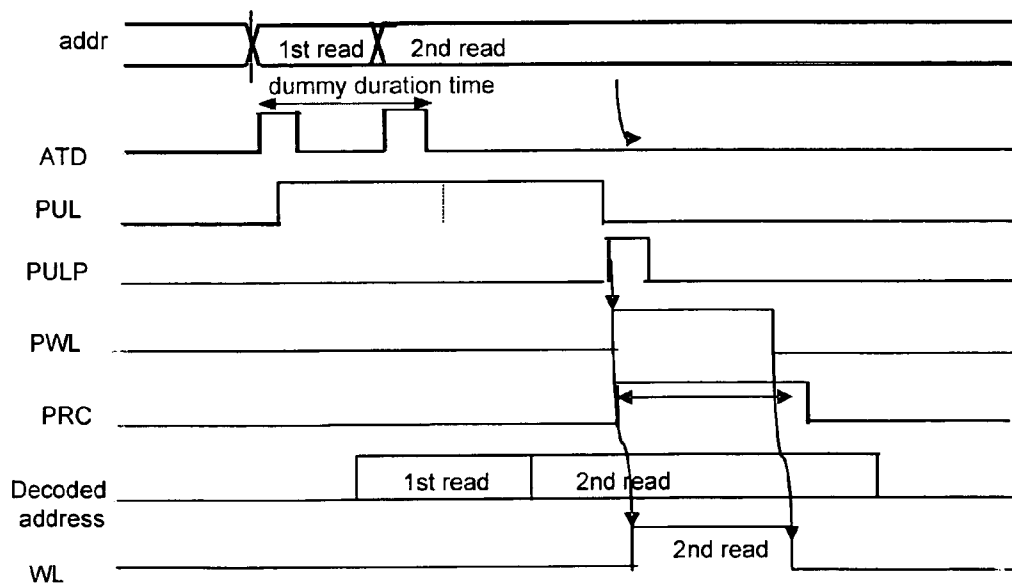 addr
1st read
2nd read
dummy duration time
ATD
PUL
PULP
PWL
PRC
Decoded
address
1st read
2nd read
WL
2nd read